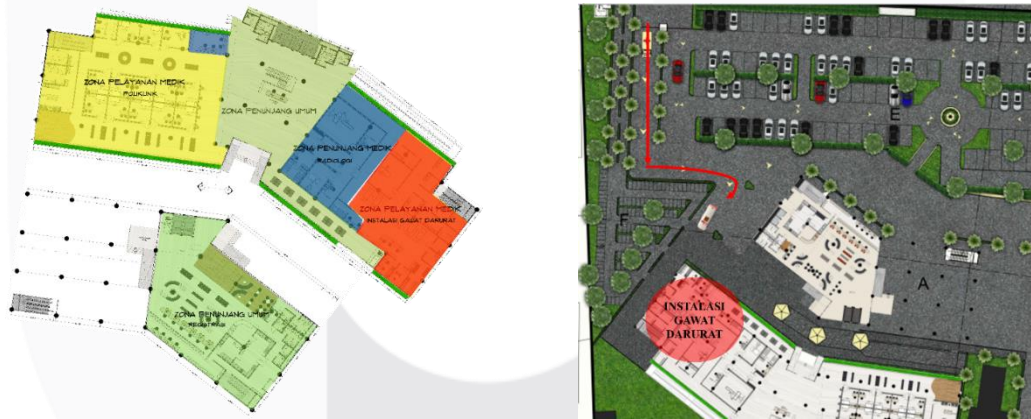 ZONA PELAYANAN MEDIK
POLIKLINIK
ZONA PENUNJANG UMUM
ZONA PENUNJANG MEDIK
RADIOLOGI
ZONA PELAYANAN MEDIK
INSTALASI GAWAT DARURAT
ZONA PENUNJANG UMUM
REGISTRASI
E
F
A
INSTALASI
GAWAT
DARURAT